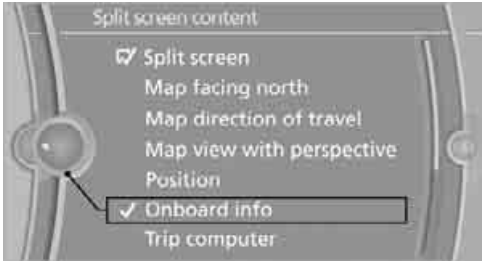 Split screen content
Split screen
Map facing north
Map direction of travel
Map view with perspective
Position
Onboard info
Trip computer